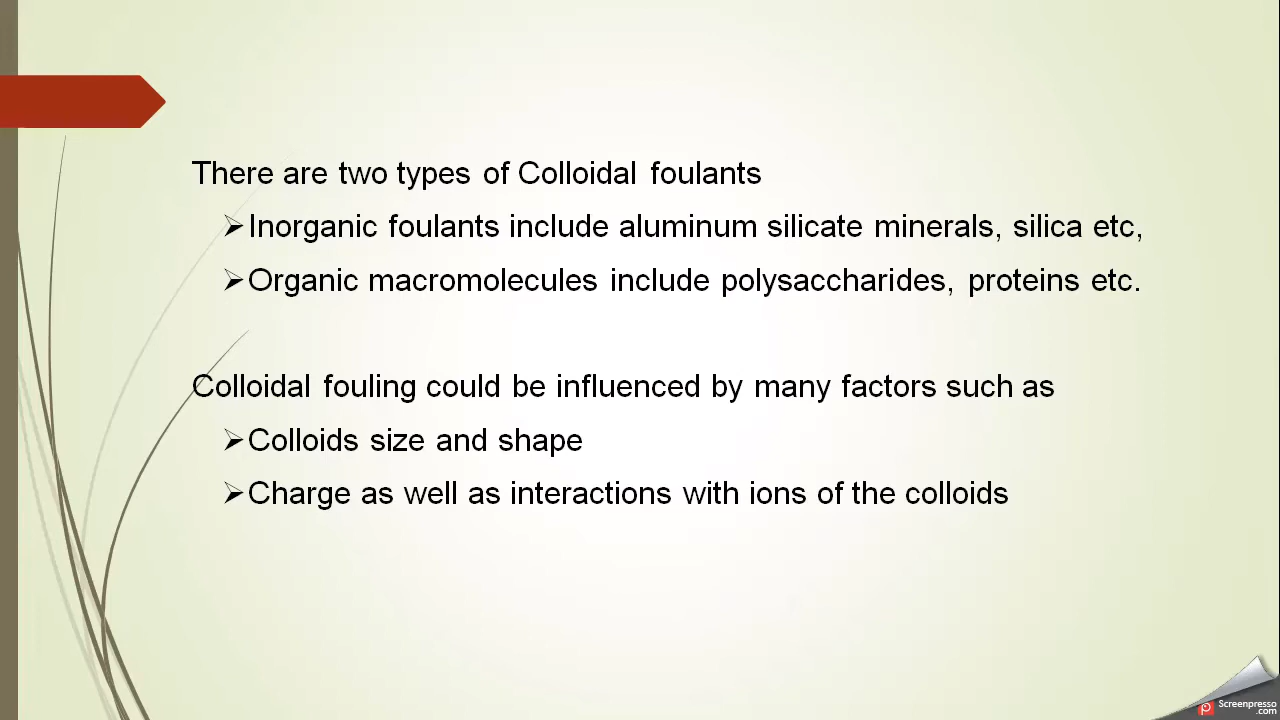 There are two types of Colloidal foulants
➢Inorganic foulants include aluminum silicate minerals, silica etc,
➢Organic macromolecules include polysaccharides, proteins etc.
Colloidal fouling could be influenced by many factors such as
➢Colloids size and shape
➢Charge as well as interactions with ions of the colloids
Screenpresso
.com